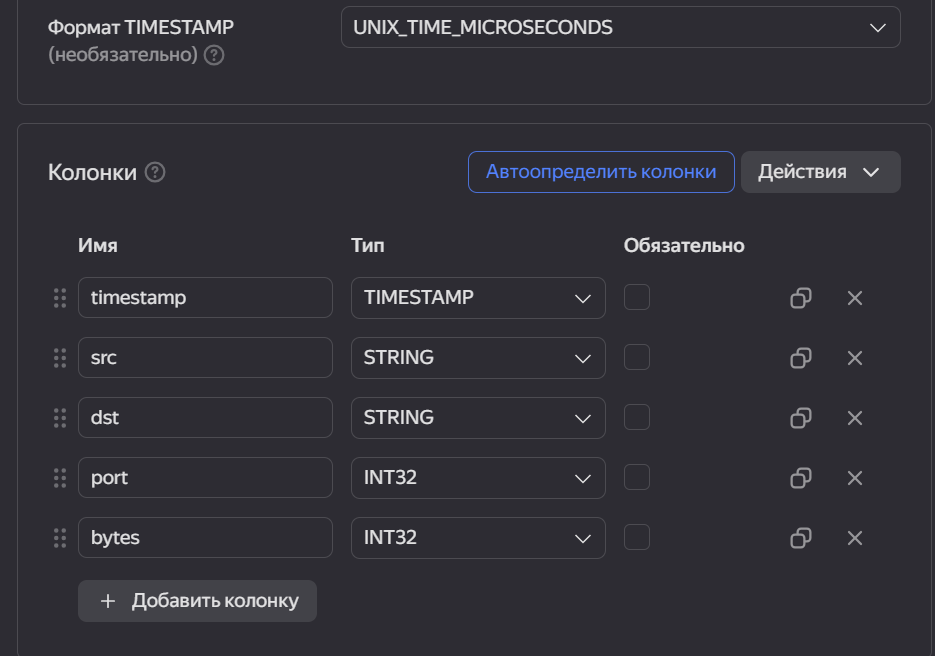 Формат TIMESTAMP
(необязательно)
UNIX_TIME_MICROSECONDS
Колонки
Автоопределить колонки
Действия
Имя Тип Обязательно
timestamp TIMESTAMP
src STRING
dst STRING
port INT32
bytes INT32
+ Добавить колонку